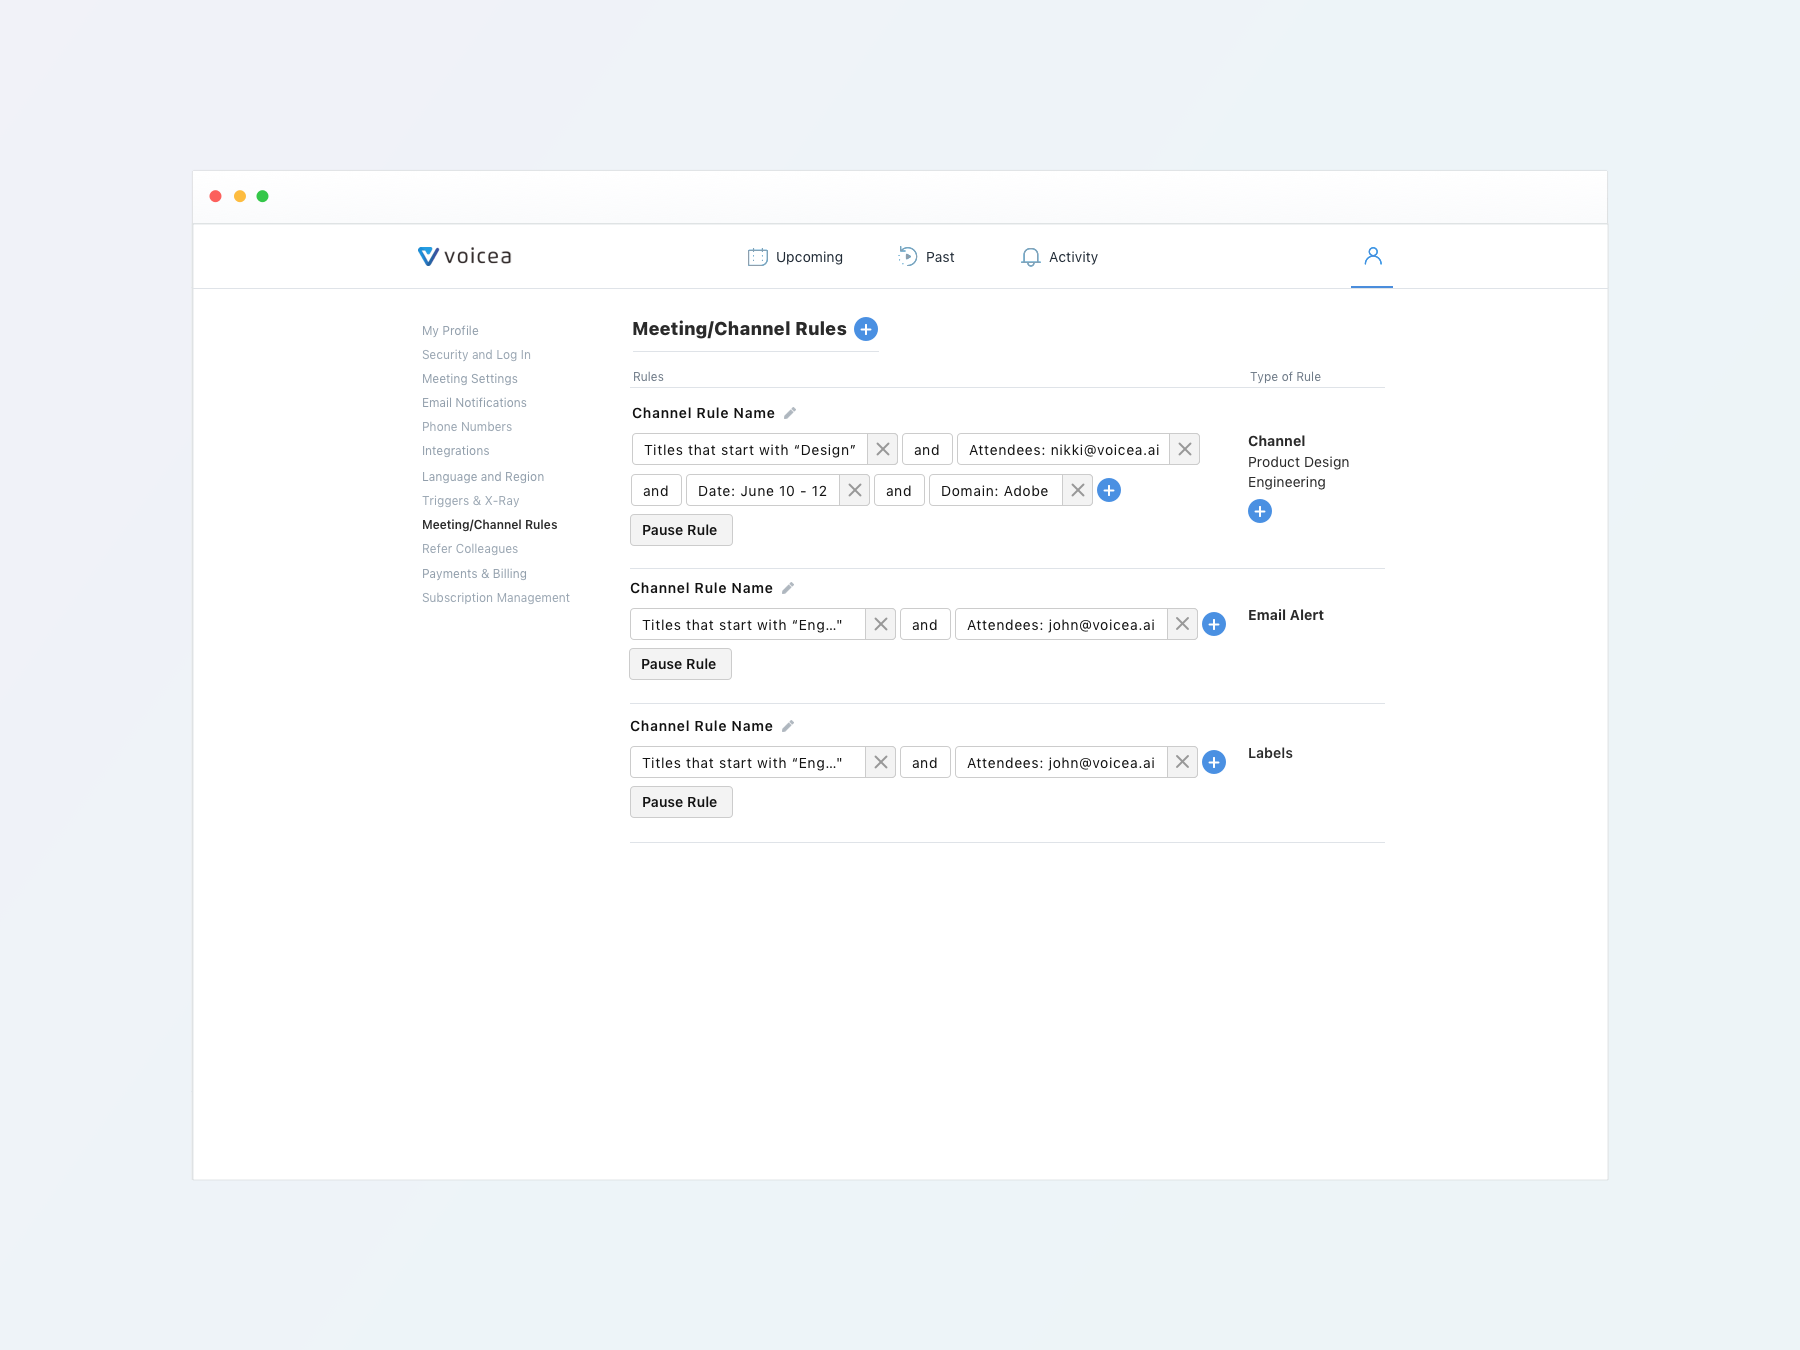 voicea
Upcoming
Past
Activity
My Profile
Security and Log In
Meeting Settings
Email Notifications
Phone Numbers
Integrations
Language and Region
Triggers & X-Ray
Meeting/Channel Rules
Refer Colleagues
Payments & Billing
Subscription Management
Meeting/Channel Rules
Rules
Type of Rule
Channel Rule Name
Titles that start with “Design” and Attendees: nikki@voicea.ai
and Date: June 10 - 12 and Domain: Adobe
Pause Rule
Channel
Product Design
Engineering
Channel Rule Name
Titles that start with “Eng..." and Attendees: john@voicea.ai
Pause Rule
Email Alert
Channel Rule Name
Titles that start with “Eng..." and Attendees: john@voicea.ai
Pause Rule
Labels